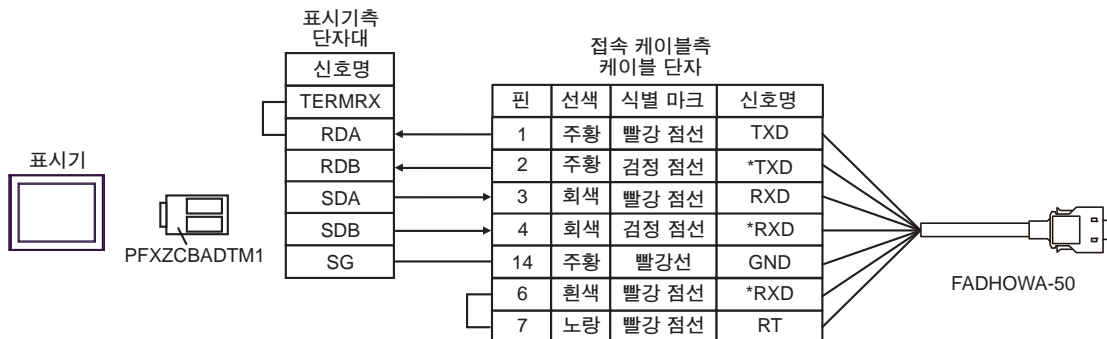 표시기측
단자대
신호명
TERMRX
RDA
RDB
SDA
SDB
SG
접속 케이블측
케이블 단자
핀 선색 식별 마크 신호명
1 주황 빨강 점선 TXD
2 주황 검정 점선 *TXD
3 회색 빨강 점선 RXD
4 회색 검정 점선 *RXD
14 주황 빨강선 GND
6 흰색 빨강 점선 *RXD
7 노랑 빨강 점선 RT
표시기
PFXZCBADTM1
FADHOWA-50